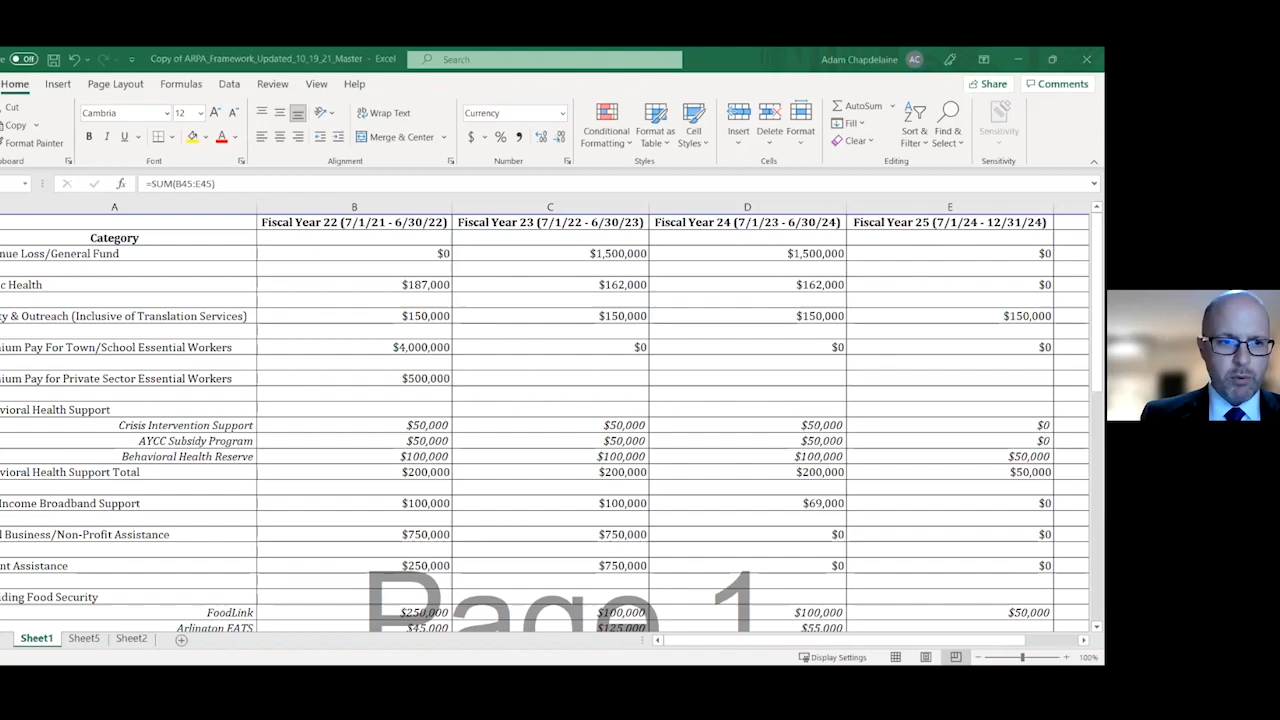 e Off Copy of ARPA_Framework_Updated_10_19_21_Master - Excel Search Adam Chapdelaine AC
Home Insert Page Layout Formulas Data Review View Help Share Comments
Cut Copy Format Painter
Cambria 12 A^ A˅ B I U A
Wrap Text Merge & Center
Currency $ % 9
Conditional Formatting Format as Table Cell Styles
Insert Delete Format
AutoSum Fill Clear Sort & Filter Find & Select Sensitivity
board Font Alignment Number Styles Cells Editing Sensitivity
fx =SUM(B45:E45)
A B C D E
Fiscal Year 22 (7/1/21 - 6/30/22) Fiscal Year 23 (7/1/22 - 6/30/23) Fiscal Year 24 (7/1/23 - 6/30/24) Fiscal Year 25 (7/1/24 - 12/31/24)
Category
nue Loss/General Fund $0 $1,500,000 $1,500,000 $0
c Health $187,000 $162,000 $162,000 $0
ty & Outreach (Inclusive of Translation Services) $150,000 $150,000 $150,000 $150,000
nium Pay For Town/School Essential Workers $4,000,000 $0 $0 $0
nium Pay for Private Sector Essential Workers $500,000
avioral Health Support
Crisis Intervention Support $50,000 $50,000 $50,000 $0
AYCC Subsidy Program $50,000 $50,000 $50,000 $0
Behavioral Health Reserve $100,000 $100,000 $100,000 $50,000
avioral Health Support Total $200,000 $200,000 $200,000 $50,000
Income Broadband Support $100,000 $100,000 $69,000 $0
l Business/Non-Profit Assistance $750,000 $750,000 $0 $0
nt Assistance $250,000 $750,000 $0 $0
Page 1
ding Food Security
FoodLink $250,000 $100,000 $100,000 $50,000
Arlington EATS $45,000 $125,000 $55,000
Sheet1 Sheet5 Sheet2
Display Settings 100%